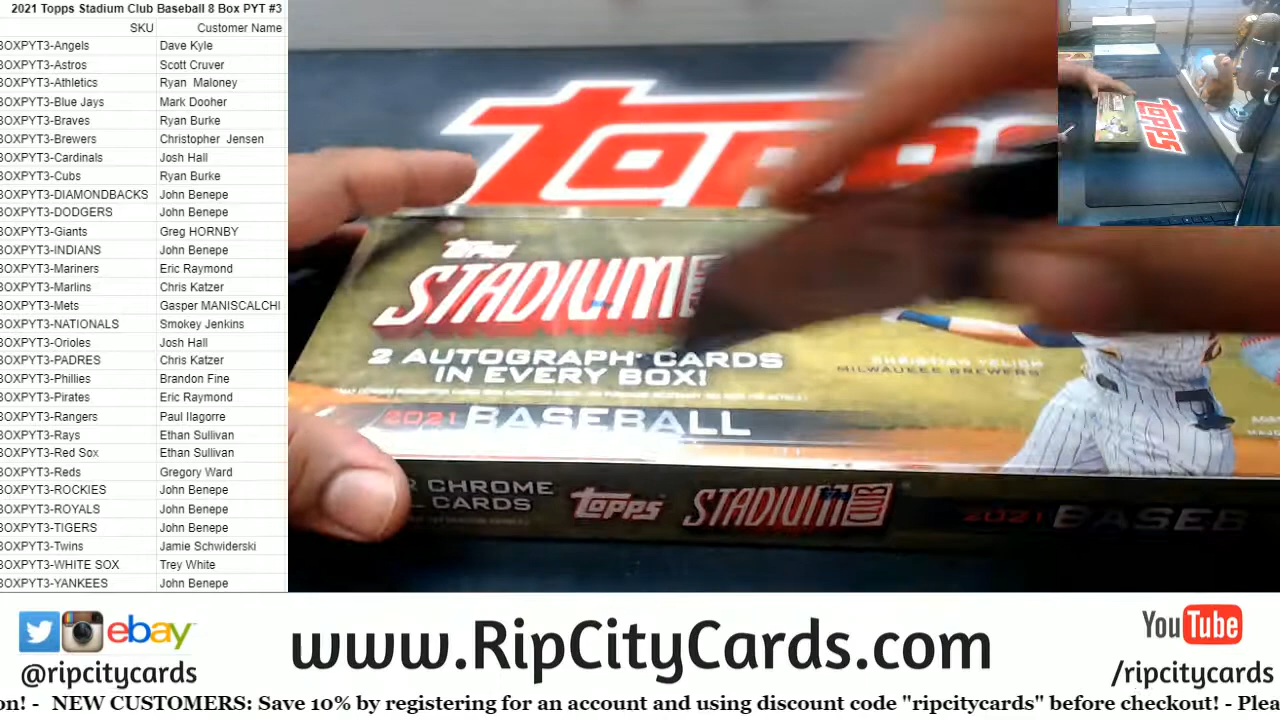 2021 Topps Stadium Club Baseball 8 Box PYT #3
SKU Customer Name
BOXPYT3-Angels Dave Kyle
BOXPYT3-Astros Scott Cruver
BOXPYT3-Athletics Ryan Maloney
BOXPYT3-Blue Jays Mark Dooher
BOXPYT3-Braves Ryan Burke
BOXPYT3-Brewers Christopher Jensen
BOXPYT3-Cardinals Josh Hall
BOXPYT3-Cubs Ryan Burke
BOXPYT3-DIAMONDBACKS John Benepe
BOXPYT3-DODGERS John Benepe
BOXPYT3-Giants Greg HORNBY
BOXPYT3-INDIANS John Benepe
BOXPYT3-Mariners Eric Raymond
BOXPYT3-Marlins Chris Katzer
BOXPYT3-Mets Gasper MANISCALCHI
BOXPYT3-NATIONALS Smokey Jenkins
BOXPYT3-Orioles Josh Hall
BOXPYT3-PADRES Chris Katzer
BOXPYT3-Phillies Brandon Fine
BOXPYT3-Pirates Eric Raymond
BOXPYT3-Rangers Paul Ilagorre
BOXPYT3-Rays Ethan Sullivan
BOXPYT3-Red Sox Ethan Sullivan
BOXPYT3-Reds Gregory Ward
BOXPYT3-ROCKIES John Benepe
BOXPYT3-ROYALS John Benepe
BOXPYT3-TIGERS John Benepe
BOXPYT3-Twins Jamie Schwiderski
BOXPYT3-WHITE SOX Trey White
BOXPYT3-YANKEES John Benepe
topps
topps
topps
STADIUM
2 AUTOGRAPH CARDS
IN EVERY BOX!
CHRISTIAN YELICH
MILWAUKEE BREWERS
2021 BASEBALL
CHROME
CARDS
topps STADIUM CLUB
2021 BASEB
ebay
@ripcitycards
www.RipCityCards.com
YouTube
/ripcitycards
on! - NEW CUSTOMERS: Save 10% by registering for an account and using discount code "ripcitycards" before checkout! - Plea